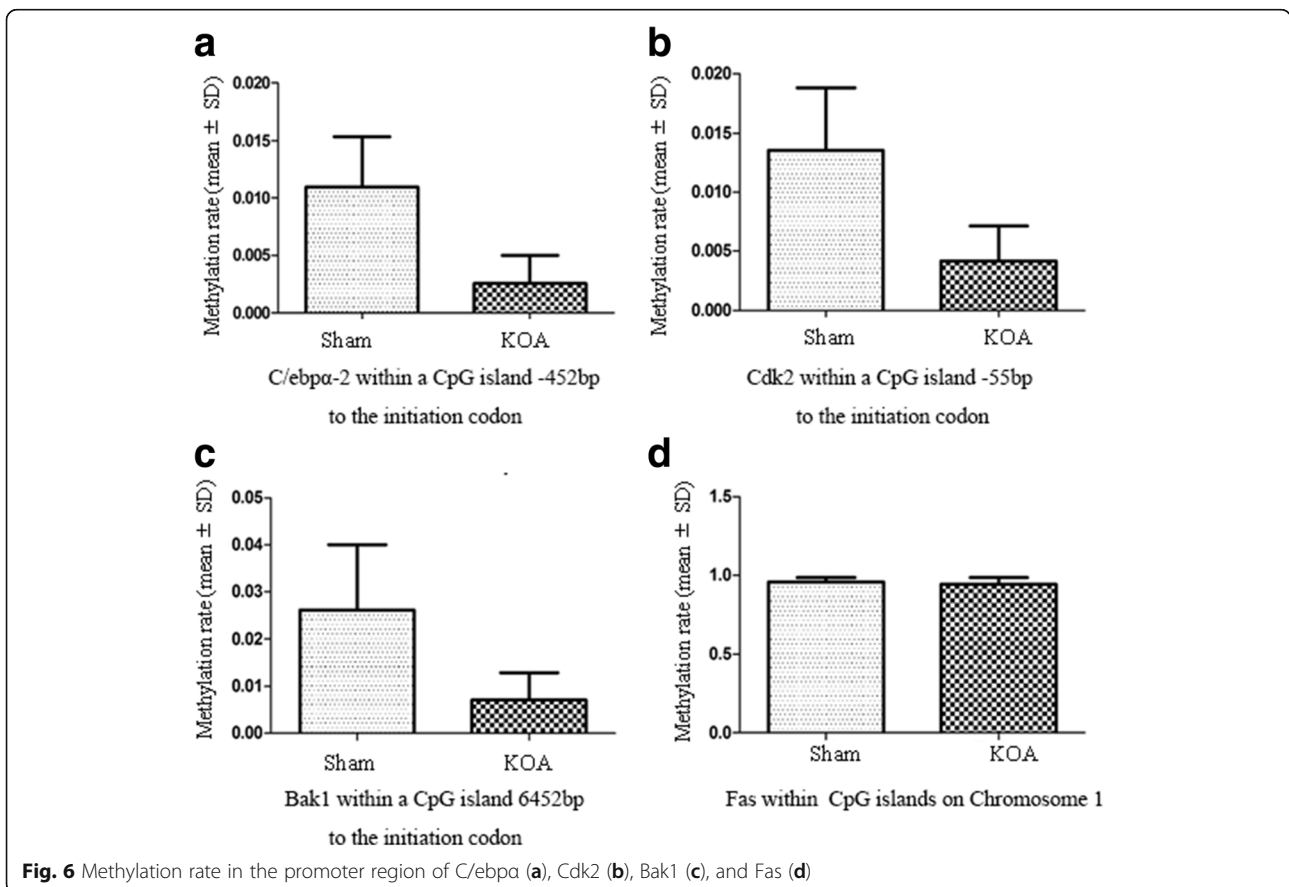 a
Methylation rate (mean ± SD)
0.020
0.015
0.010
0.005
0.000
Sham KOA
C/ebpα-2 within a CpG island -452bp
to the initiation codon
b
Methylation rate (mean ± SD)
0.020
0.015
0.010
0.005
0.000
Sham KOA
Cdk2 within a CpG island -55bp
to the initiation codon
c
Methylation rate (mean ± SD)
0.05
0.04
0.03
0.02
0.01
0.00
Sham KOA
Bak1 within a CpG island 6452bp
to the initiation codon
d
Methylation rate (mean ± SD)
1.5
1.0
0.5
0.0
Sham KOA
Fas within CpG islands on Chromosome 1
Fig. 6 Methylation rate in the promoter region of C/ebpα (a), Cdk2 (b), Bak1 (c), and Fas (d)